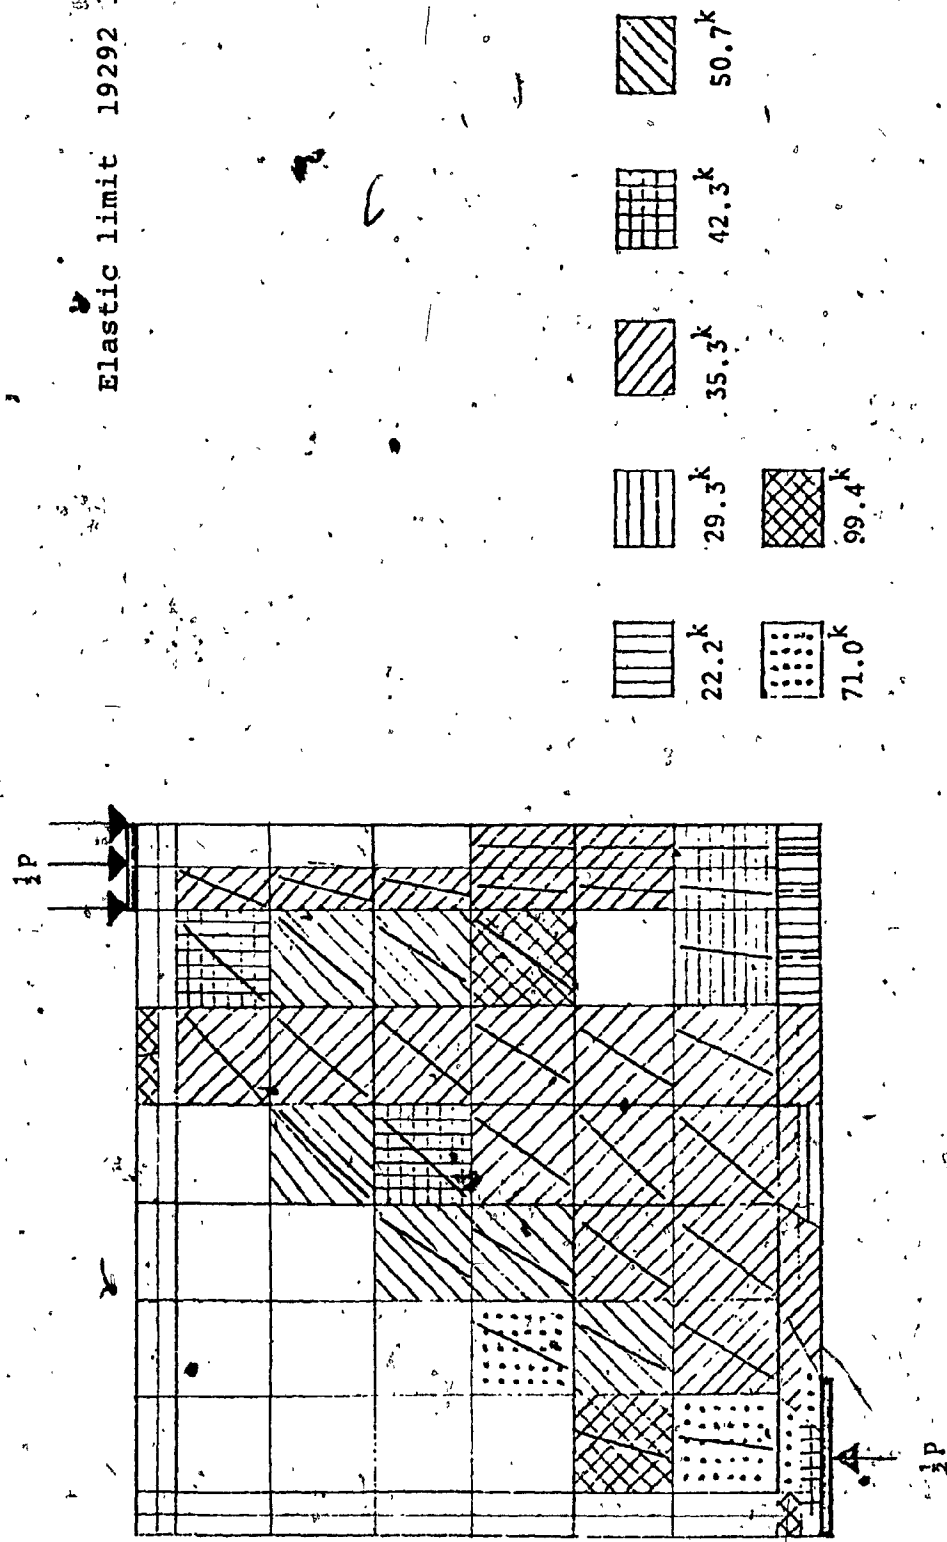 Elastic limit 19292
½P
22.2k
29.3k
35.3k
42.3k
50.7k
71.0k
99.4k
½P